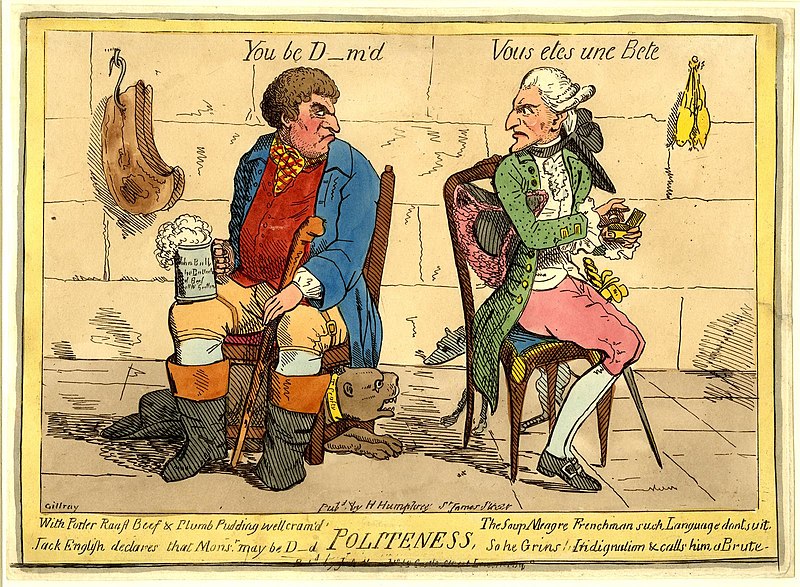 You be D_m'd
Vous etes une Bete
John Bull
Gillray
Pub.d by H Humphrey St James Street
With Porter Roast Beef & Plumb Pudding well cram'd
Jack English declares that Mons.r may be D_d
POLITENESS,
The Soup Meagre Frenchman such Language dont suit
So he Grins Indignation & calls him a Brute